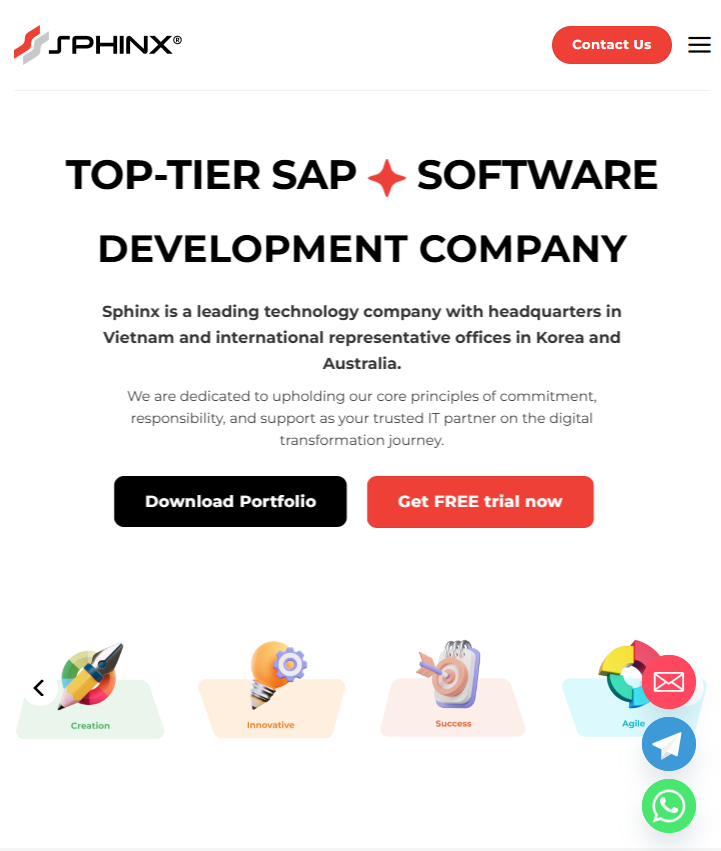 SPHINX®
Contact Us
TOP-TIER SAP SOFTWARE
DEVELOPMENT COMPANY
Sphinx is a leading technology company with headquarters in
Vietnam and international representative offices in Korea and
Australia.
We are dedicated to upholding our core principles of commitment,
responsibility, and support as your trusted IT partner on the digital
transformation journey.
Download Portfolio
Get FREE trial now
Creation
Innovative
Success
Agile